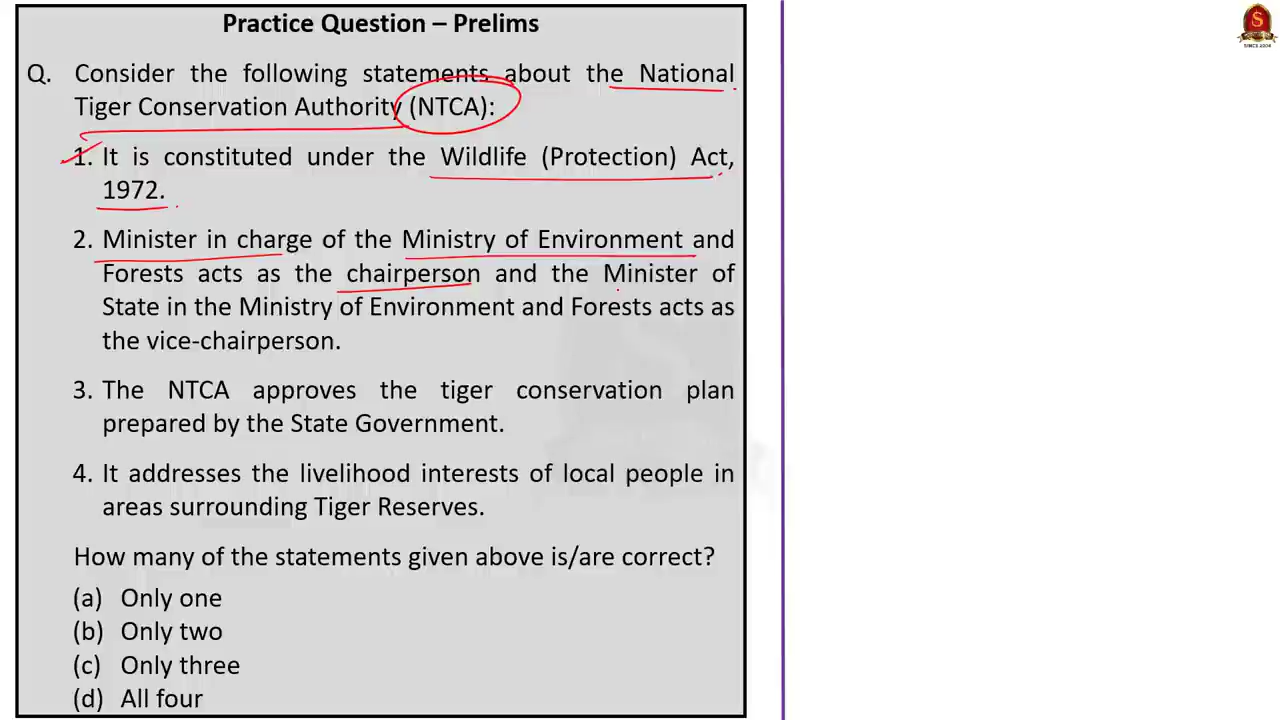 Practice Question – Prelims
Q. Consider the following statements about the National
Tiger Conservation Authority (NTCA):
1. It is constituted under the Wildlife (Protection) Act,
1972.
2. Minister in charge of the Ministry of Environment and
Forests acts as the chairperson and the Minister of
State in the Ministry of Environment and Forests acts as
the vice-chairperson.
3. The NTCA approves the tiger conservation plan
prepared by the State Government.
4. It addresses the livelihood interests of local people in
areas surrounding Tiger Reserves.
How many of the statements given above is/are correct?
(a) Only one
(b) Only two
(c) Only three
(d) All four
S
SINCE 2004